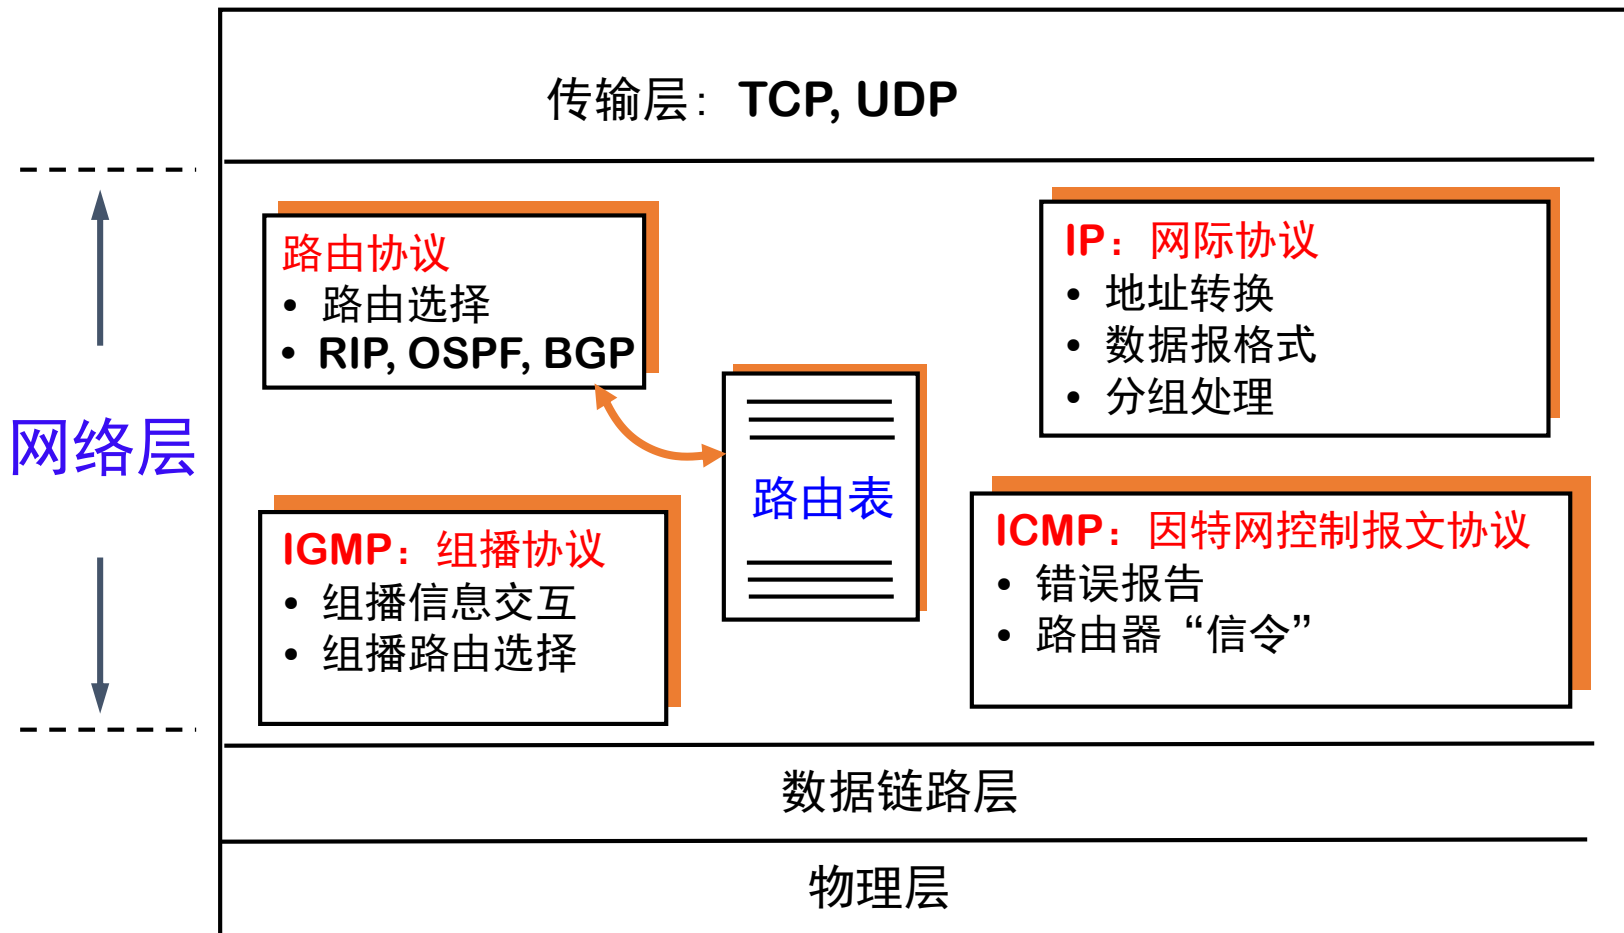 传输层：TCP, UDP
网络层
路由协议
• 路由选择
• RIP, OSPF, BGP
IP：网际协议
• 地址转换
• 数据报格式
• 分组处理
路由表
IGMP：组播协议
• 组播信息交互
• 组播路由选择
ICMP：因特网控制报文协议
• 错误报告
• 路由器“信令”
数据链路层
物理层